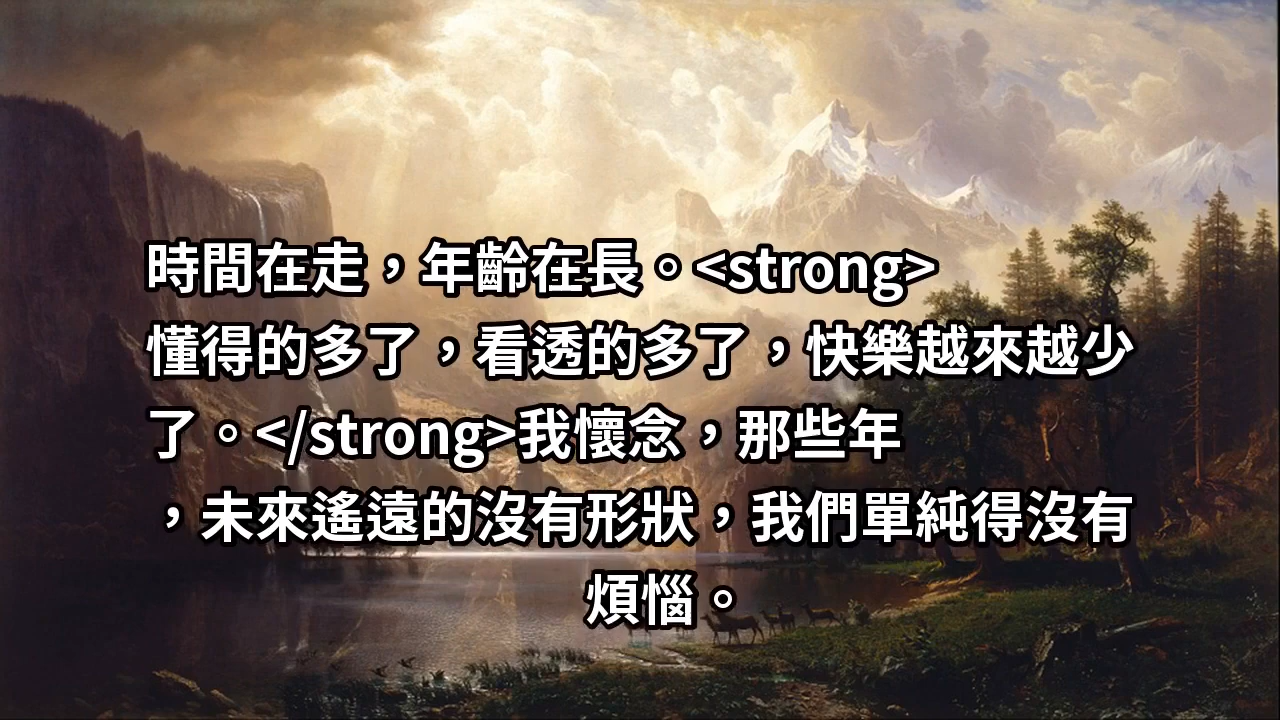 時間在走，年齡在長。<strong>
懂得的多了，看透的多了，快樂越來越少
了。</strong>我懷念，那些年
，未來遙遠的沒有形狀，我們單純得沒有
煩惱。